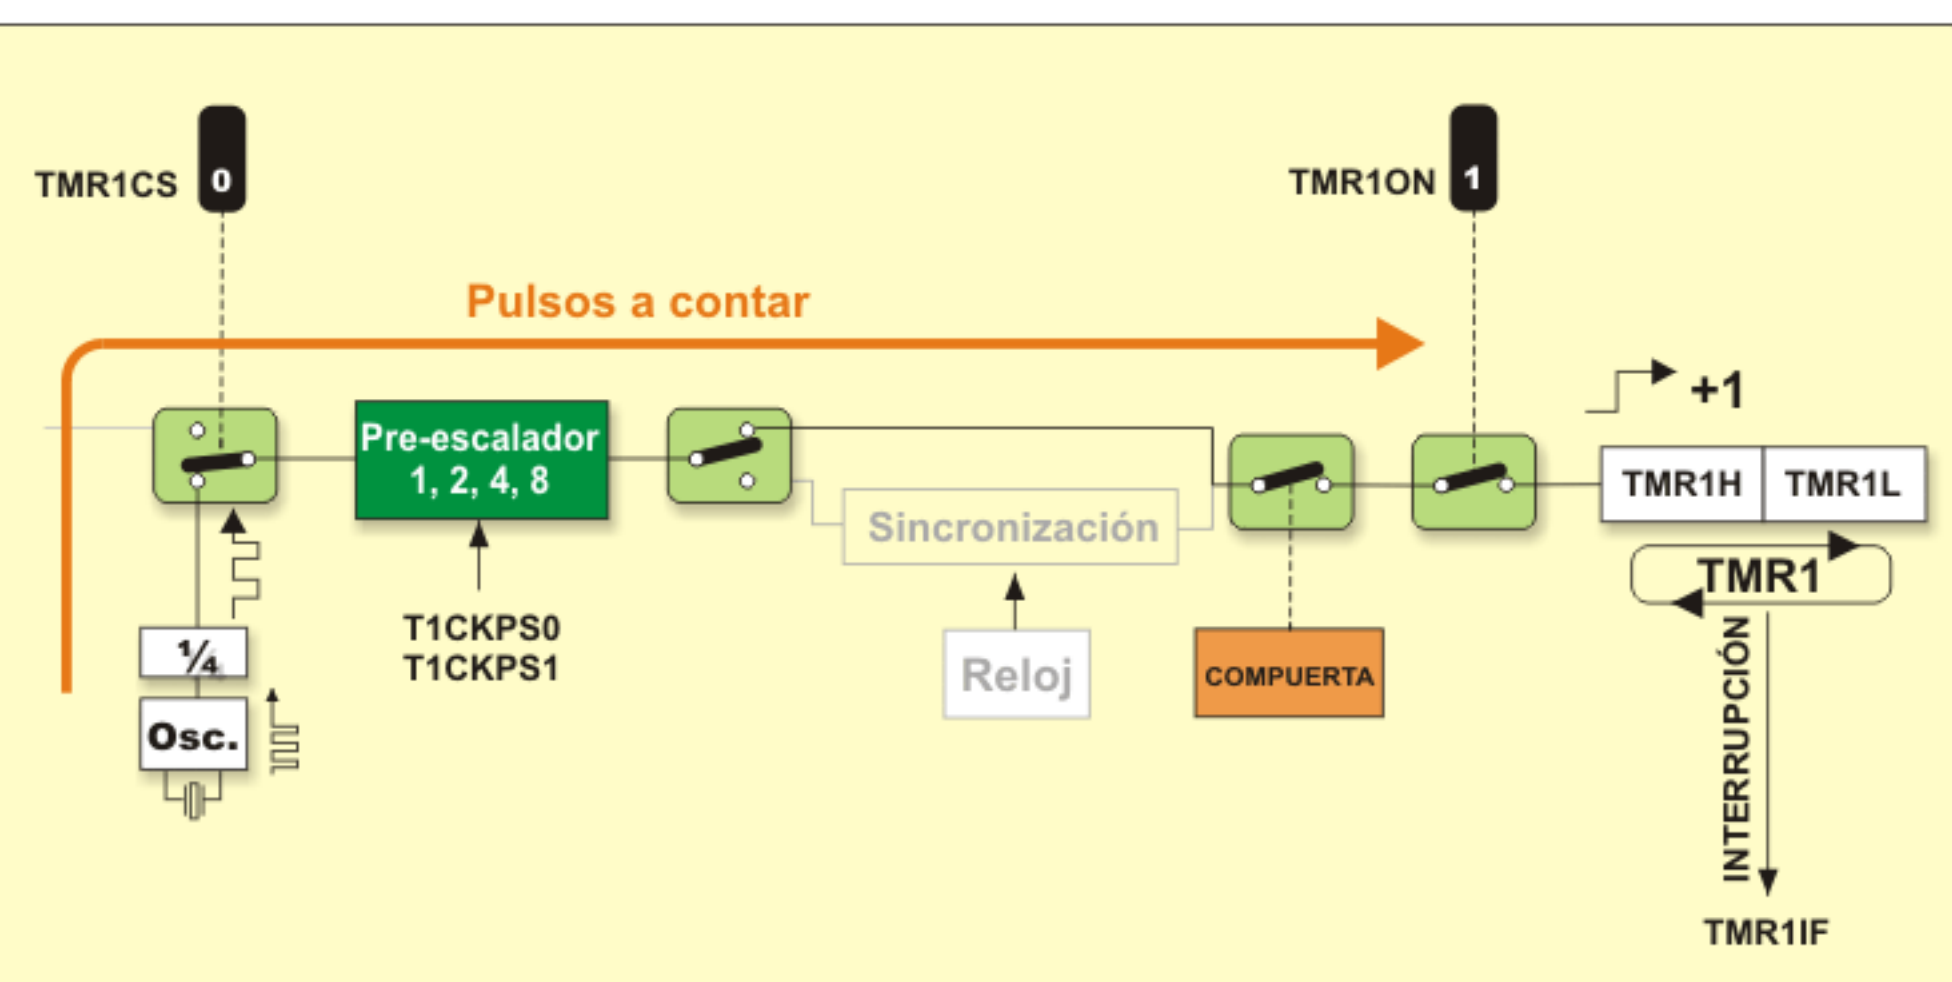 TMR1CS
0
TMR1ON
1
Pulsos a contar
+1
Pre-escalador
1, 2, 4, 8
TMR1H
TMR1L
Sincronización
TMR1
T1CKPS0
T1CKPS1
¼
Reloj
COMPUERTA
Osc.
INTERRUPCIÓN
TMR1IF